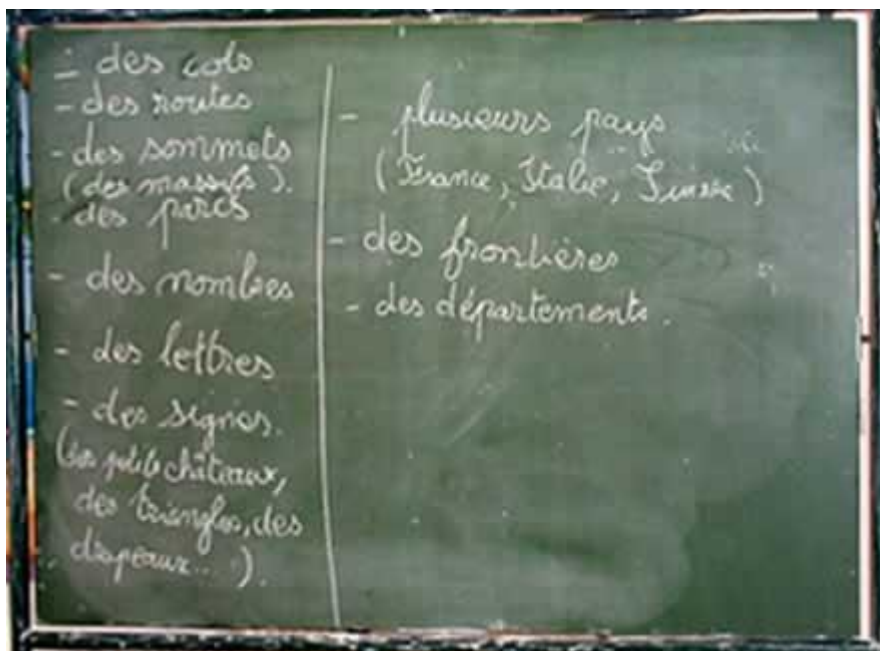 - des cols
- des routes
- des sommets
(des massifs).
- des parcs
- des nombres
- des lettres
- des signes.
(des petits châteaux,
des triangles, des
drapeaux...).
- plusieurs pays
(France, Italie, Suisse)
- des frontières
- des départements.